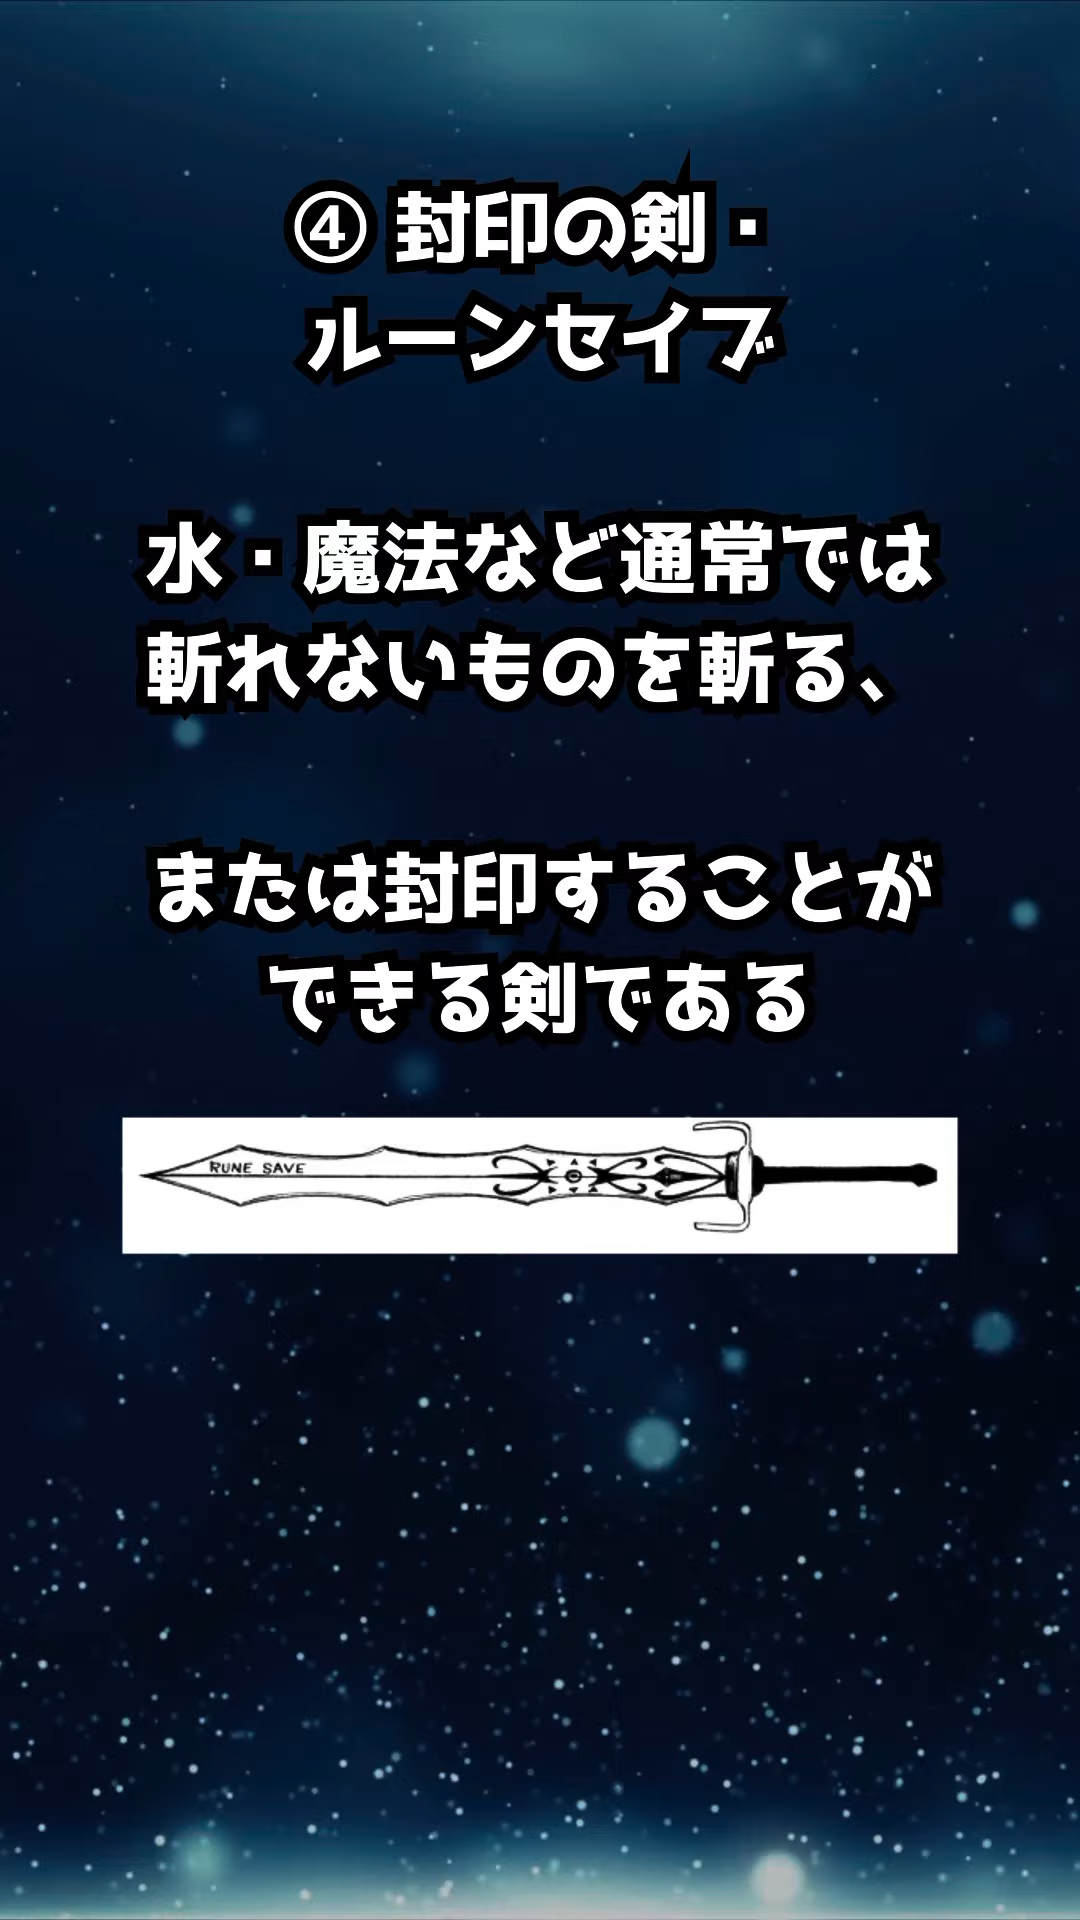 ④ 封印の剣・
ルーンセイブ
水・魔法など通常では
斬れないものを斬る、
または封印することが
できる剣である
RUNE SAVE